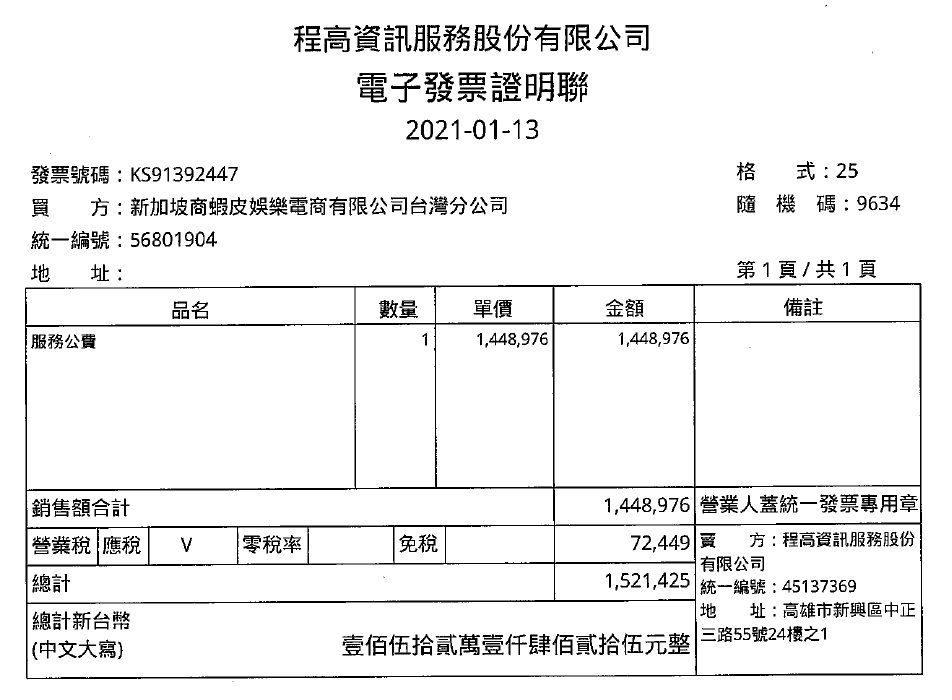 程高資訊服務股份有限公司
電子發票證明聯
2021-01-13
發票號碼：KS91392447
格　　式：25
買　　方：新加坡商蝦皮娛樂電商有限公司台灣分公司
隨　機　碼：9634
統一編號：56801904
地　　址：
第 1 頁 / 共 1 頁
品名 數量 單價 金額 備註
服務公費 1 1,448,976 1,448,976
銷售額合計 1,448,976 營業人蓋統一發票專用章
營業稅 應稅 V 零稅率 免稅 72,449
總計 1,521,425
總計新台幣
(中文大寫)
壹佰伍拾貳萬壹仟肆佰貳拾伍元整
賣　　方：程高資訊服務股份
有限公司
統一編號：45137369
地　　址：高雄市新興區中正
三路55號24樓之1